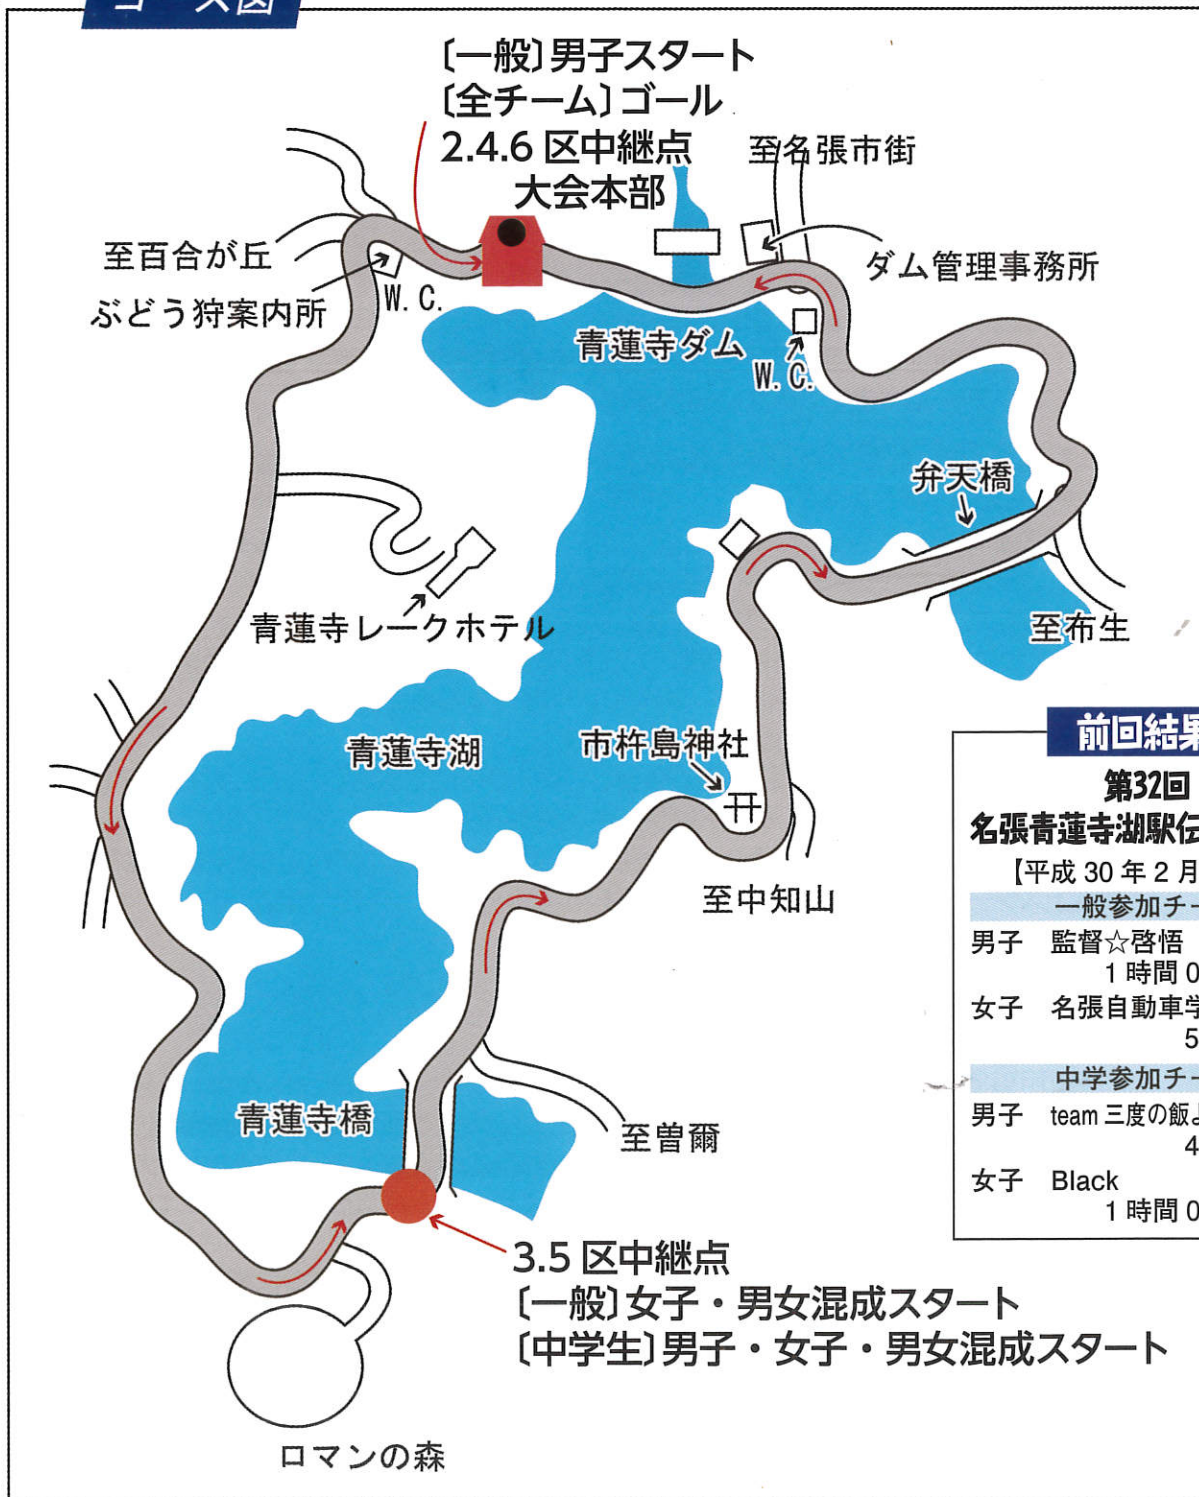 コース図
〔一般〕男子スタート
〔全チーム〕ゴール
2.4.6 区中継点
大会本部
至名張市街
至百合が丘
ぶどう狩案内所
W.C.
ダム管理事務所
青蓮寺ダム
W.C.
弁天橋
青蓮寺レークホテル
至布生
青蓮寺湖
市杵島神社
至中知山
青蓮寺橋
至曽爾
3.5 区中継点
〔一般〕女子・男女混成スタート
〔中学生〕男子・女子・男女混成スタート
ロマンの森
前回結果
第32回
名張青蓮寺湖駅伝
【平成 30 年 2 月
一般参加チー
男子 監督☆啓悟
1 時間 0
女子 名張自動車学
5
中学参加チー
男子 team 三度の飯よ
4
女子 Black
1 時間 0